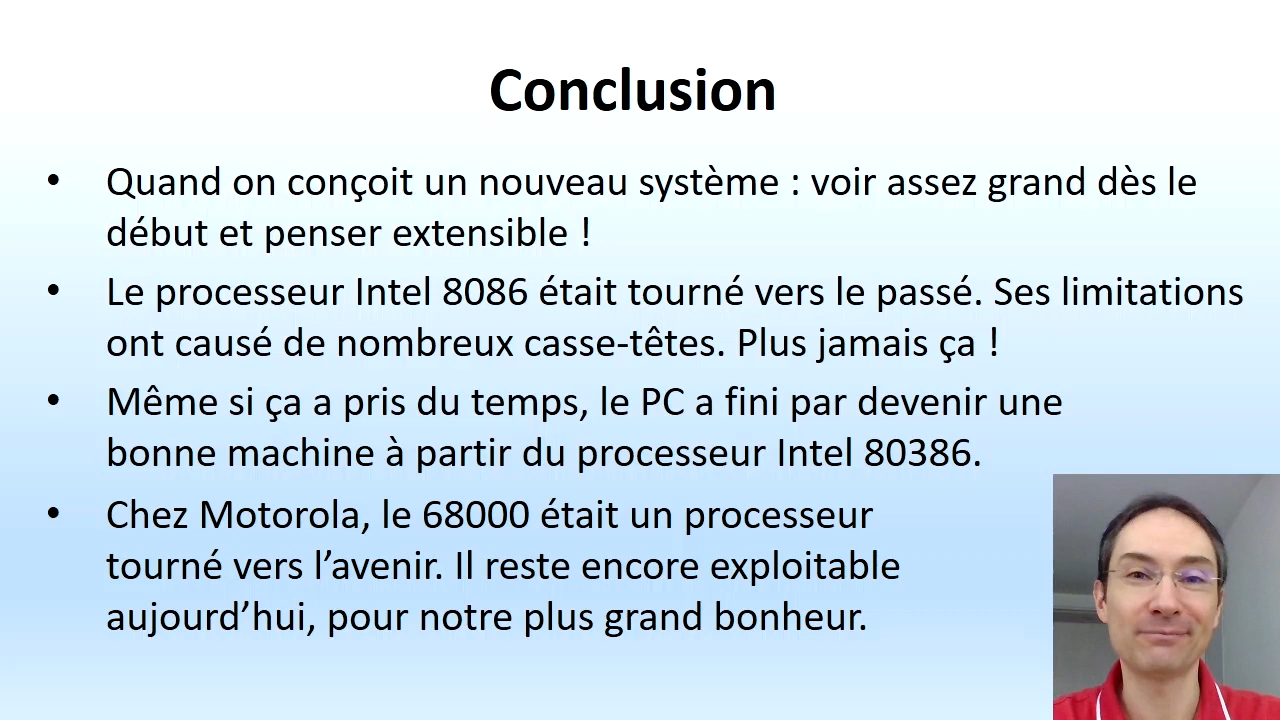 Conclusion
• Quand on conçoit un nouveau système : voir assez grand dès le
début et penser extensible !
• Le processeur Intel 8086 était tourné vers le passé. Ses limitations
ont causé de nombreux casse-têtes. Plus jamais ça !
• Même si ça a pris du temps, le PC a fini par devenir une
bonne machine à partir du processeur Intel 80386.
• Chez Motorola, le 68000 était un processeur
tourné vers l’avenir. Il reste encore exploitable
aujourd’hui, pour notre plus grand bonheur.